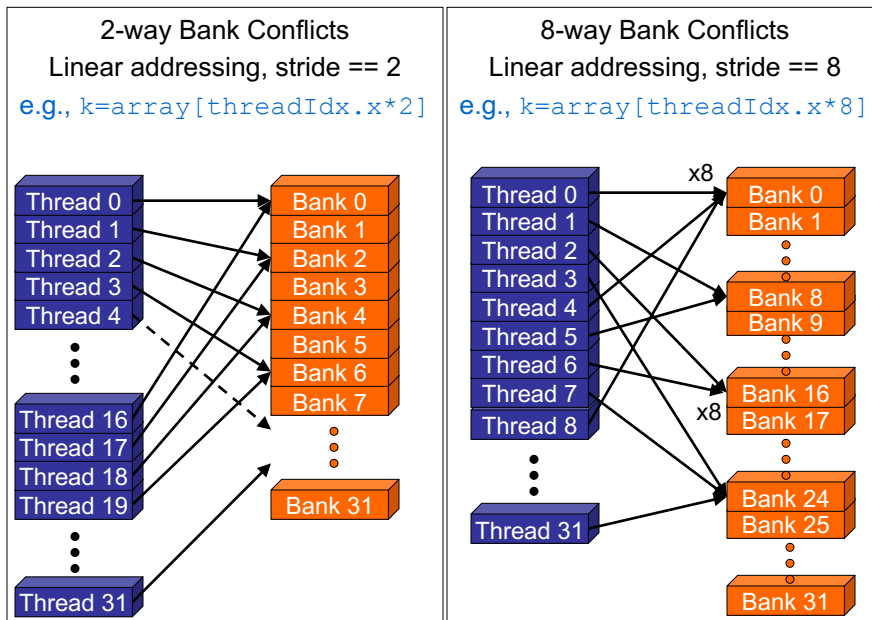 2-way Bank Conflicts
Linear addressing, stride == 2
e.g., k=array[threadIdx.x*2]
Thread 0
Thread 1
Thread 2
Thread 3
Thread 4
Thread 16
Thread 17
Thread 18
Thread 19
Thread 31
Bank 0
Bank 1
Bank 2
Bank 3
Bank 4
Bank 5
Bank 6
Bank 7
Bank 31
8-way Bank Conflicts
Linear addressing, stride == 8
e.g., k=array[threadIdx.x*8]
Thread 0
Thread 1
Thread 2
Thread 3
Thread 4
Thread 5
Thread 6
Thread 7
Thread 8
Thread 31
x8
x8
Bank 0
Bank 1
Bank 8
Bank 9
Bank 16
Bank 17
Bank 24
Bank 25
Bank 31